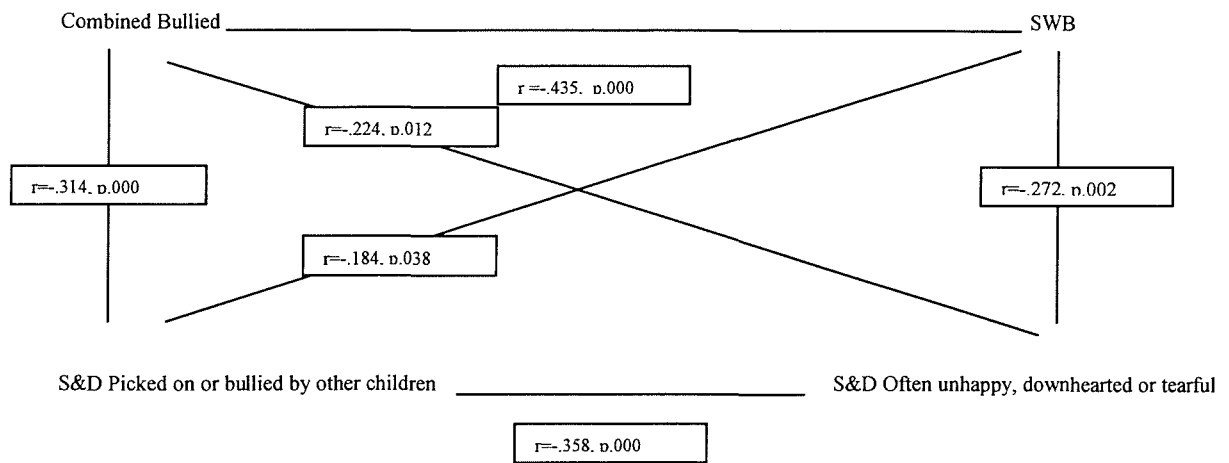 Combined Bullied
SWB
r =-.435, p.000
r=-.224, p.012
r=-.314, p.000
r=-.272, p.002
r=-.184, p.038
S&D Picked on or bullied by other children
S&D Often unhappy, downhearted or tearful
r=-.358, p.000